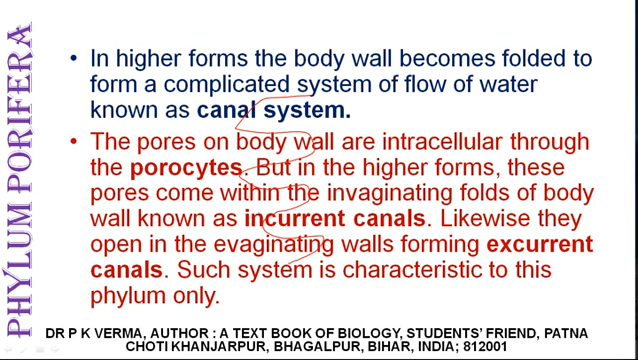 PHYLUM PORIFERA
• In higher forms the body wall becomes folded to
form a complicated system of flow of water
known as canal system.
• The pores on body wall are intracellular through
the porocytes. But in the higher forms, these
pores come within the invaginating folds of body
wall known as incurrent canals. Likewise they
open in the evaginating walls forming excurrent
canals. Such system is characteristic to this
phylum only.
DR P K VERMA, AUTHOR : A TEXT BOOK OF BIOLOGY, STUDENTS' FRIEND, PATNA
CHOTI KHANJARPUR, BHAGALPUR, BIHAR, INDIA; 812001